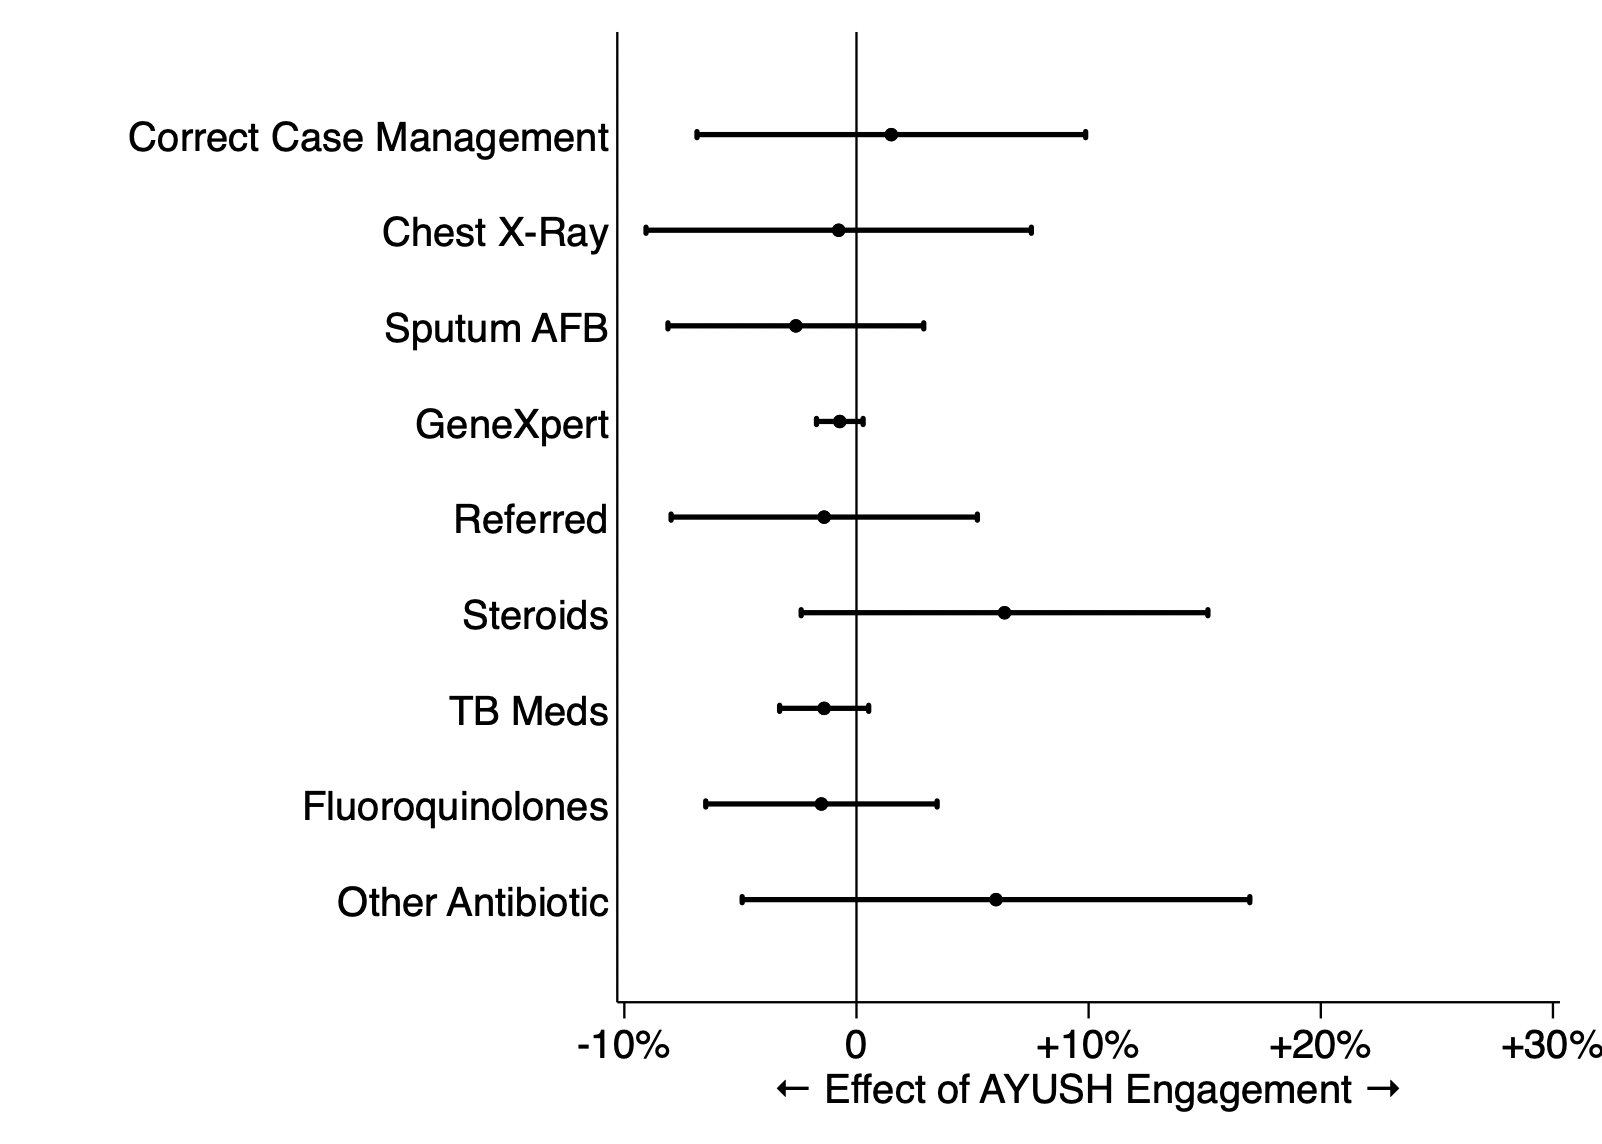 Correct Case Management
Chest X-Ray
Sputum AFB
GeneXpert
Referred
Steroids
TB Meds
Fluoroquinolones
Other Antibiotic
-10% 0 +10% +20% +30%
← Effect of AYUSH Engagement →